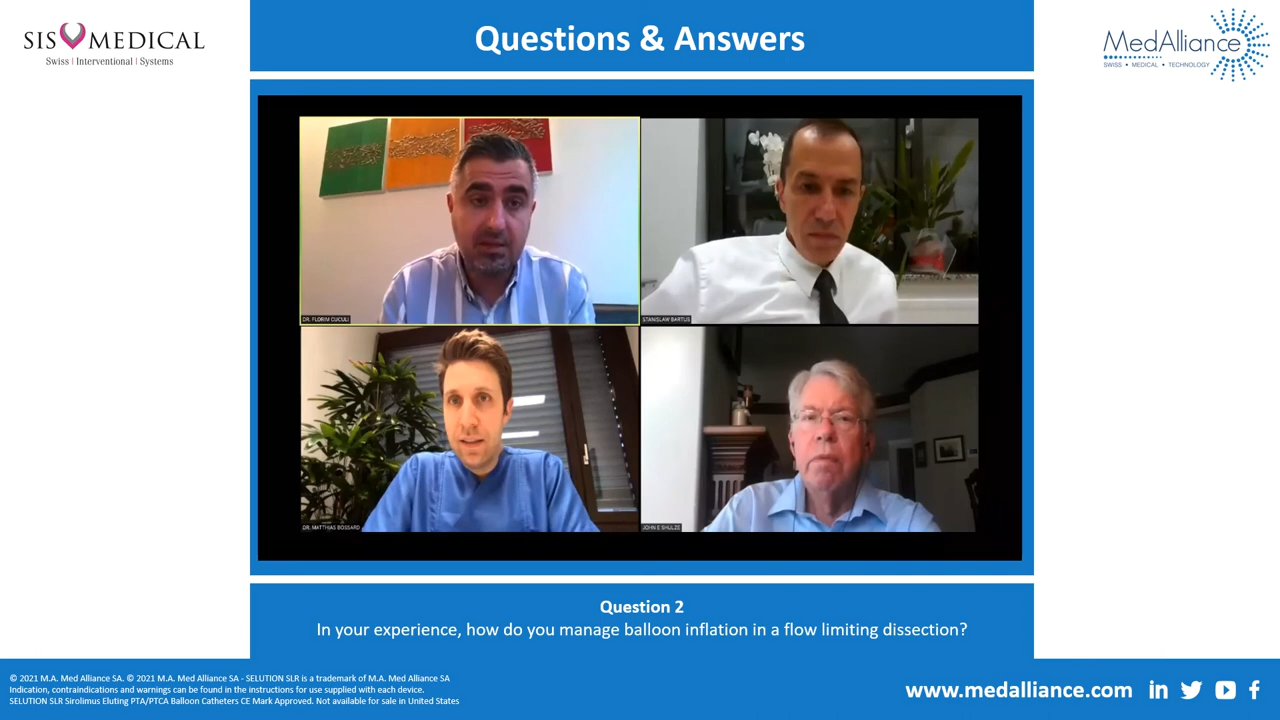 SIS MEDICAL
Swiss | Interventional | Systems
Questions & Answers
MedAlliance
SWISS • MEDICAL • TECHNOLOGY
DR. FLORIM CUCULI
STANISLAW BARTUS
DR. MATTHIAS BOSSARD
JOHN E SHULZE
Question 2
In your experience, how do you manage balloon inflation in a flow limiting dissection?
© 2021 M.A. Med Alliance SA. © 2021 M.A. Med Alliance SA - SELUTION SLR is a trademark of M.A. Med Alliance SA
Indication, contraindications and warnings can be found in the instructions for use supplied with each device.
SELUTION SLR Sirolimus Eluting PTA/PTCA Balloon Catheters CE Mark Approved. Not available for sale in United States
www.medalliance.com